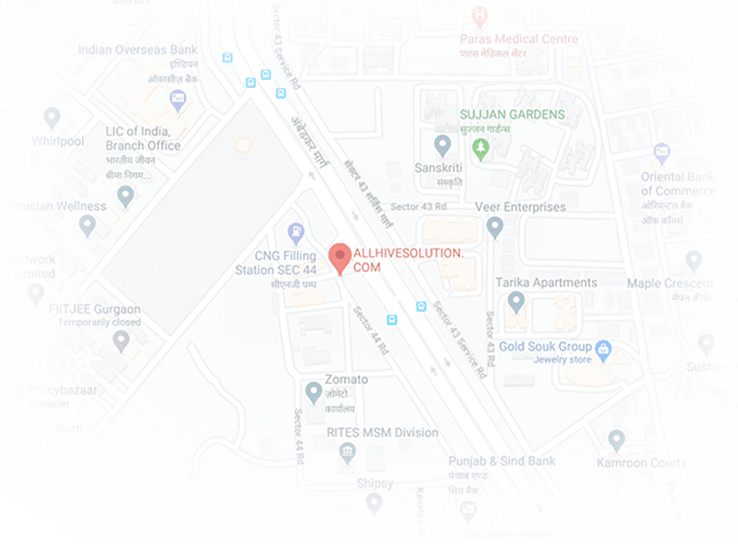 Sector 43 Service Rd
Paras Medical Centre
पारस मेडिकल सेंटर
Indian Overseas Bank
इण्डियन
ओवरसीज़ बैंक
Whirlpool
LIC of India,
Branch Office
भारतीय जीवन
बीमा निगम...
अंबेडकर मार्ग
सेक्टर 43 सर्विस मार्ग
SUJJAN GARDENS
सुज्जन गार्डन्स
Sanskriti
संस्कृति
Oriental Bank
of Commerce
ओरिएन्टल बैंक
ऑफ़ कॉमर्स
dustan Wellness
Sector 43 Rd
Veer Enterprises
CNG Filling
Station SEC 44
सीएनजी पम्प
ALLHIVESOLUTION.
COM
Network
Limited
Maple Crescent
Tarika Apartments
FIITJEE Gurgaon
Temporarily closed
Sector 44 Rd
Sector 43 Service Rd
Sector 43 Rd
Gold Souk Group
Jewelry store
Policybazaar
Zomato
ज़ोमेटो
कार्यालय
Sector 44 Rd
RITES MSM Division
Punjab & Sind Bank
पंजाब एण्ड
सिंध बैंक
Kamroon Courts
Shipsy